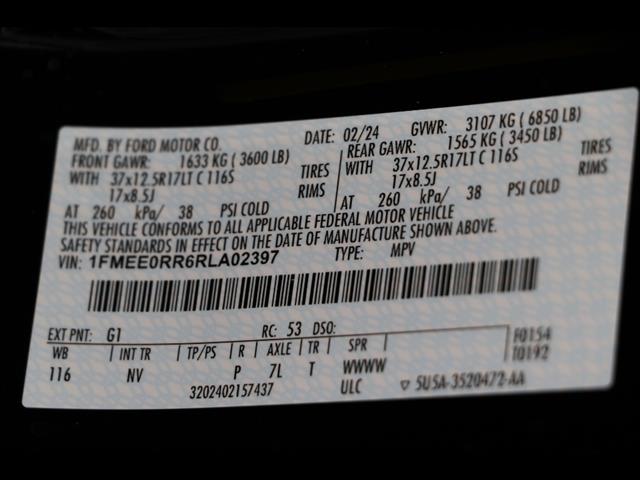 MFD. BY FORD MOTOR CO. DATE: 02/24 GVWR: 3107 KG (6850 LB)
FRONT GAWR: 1633 KG (3600 LB) REAR GAWR: 1565 KG (3450 LB)
WITH 37x12.5R17LT C 116S TIRES WITH 37x12.5R17LT C 116S TIRES
17x8.5J RIMS 17x8.5J RIMS
AT 260 kPa/ 38 PSI COLD AT 260 kPa/ 38 PSI COLD
THIS VEHICLE CONFORMS TO ALL APPLICABLE FEDERAL MOTOR VEHICLE
SAFETY STANDARDS IN EFFECT ON THE DATE OF MANUFACTURE SHOWN ABOVE.
VIN: 1FMEE0RR6RLA02397 TYPE: MPV
EXT PNT: G1 RC: 53 DSO: F0154
WB INT TR TP/PS R AXLE TR SPR T0192
116 NV P 7L T WWWW
3202402157437 ULC ▽ 5U5A-3520472-AA